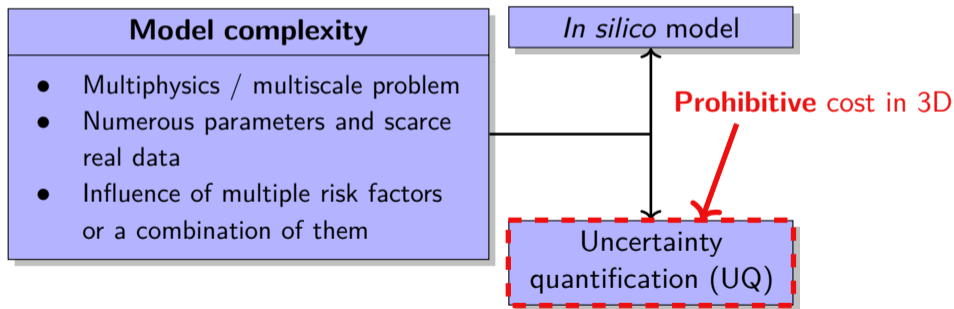 Model complexity
● Multiphysics / multiscale problem
● Numerous parameters and scarce
real data
● Influence of multiple risk factors
or a combination of them
In silico model
Prohibitive cost in 3D
Uncertainty
quantification (UQ)